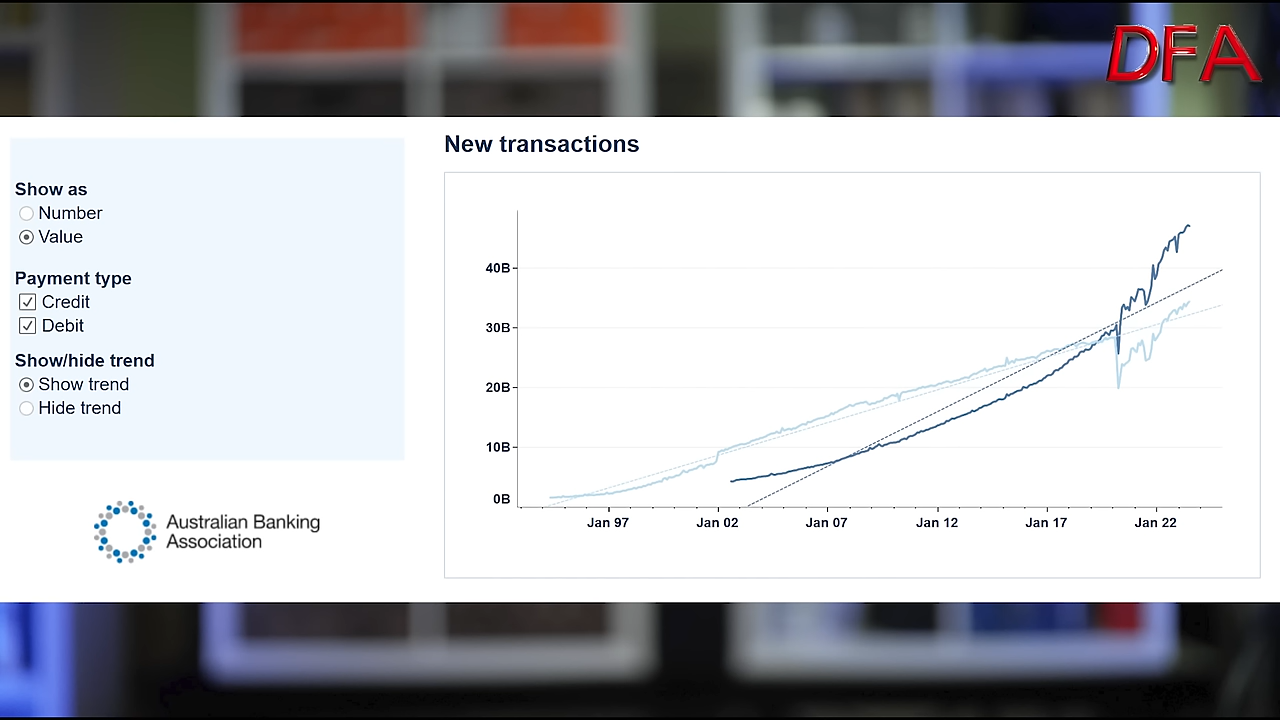 DFA
Show as
Number
Value
Payment type
Credit
Debit
Show/hide trend
Show trend
Hide trend
Australian Banking
Association
New transactions
40B
30B
20B
10B
0B
Jan 97
Jan 02
Jan 07
Jan 12
Jan 17
Jan 22